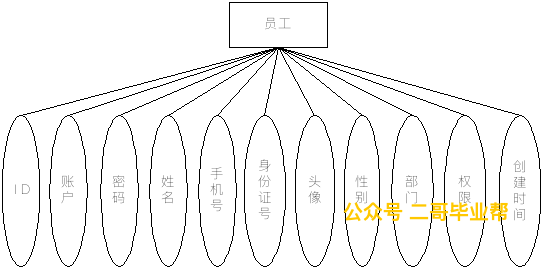 员工
ID
账户
密码
姓名
手机号
身份证号
头像
性别
部门
权限
创建时间
公众号 二哥毕业帮